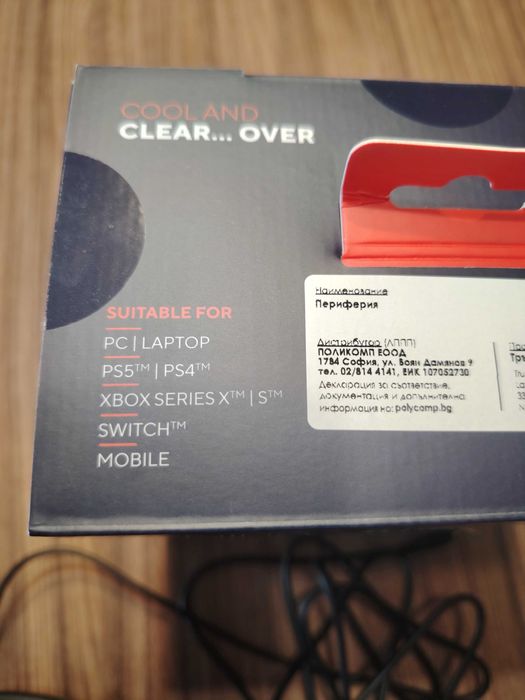 COOL AND
CLEAR... OVER
SUITABLE FOR
PC | LAPTOP
PS5™ | PS4™
XBOX SERIES X™ | S™
SWITCH™
MOBILE
Наименование
Периферия
Дистрибутор (АППП)
ПОЛИКОМП ЕООД
1784 София, ул. Боян Дамянов 9
тел. 02/814 4141, ЕИК 107052730
Декларация за съответствие,
документация и допълнителна
информация на: polycomp.bg